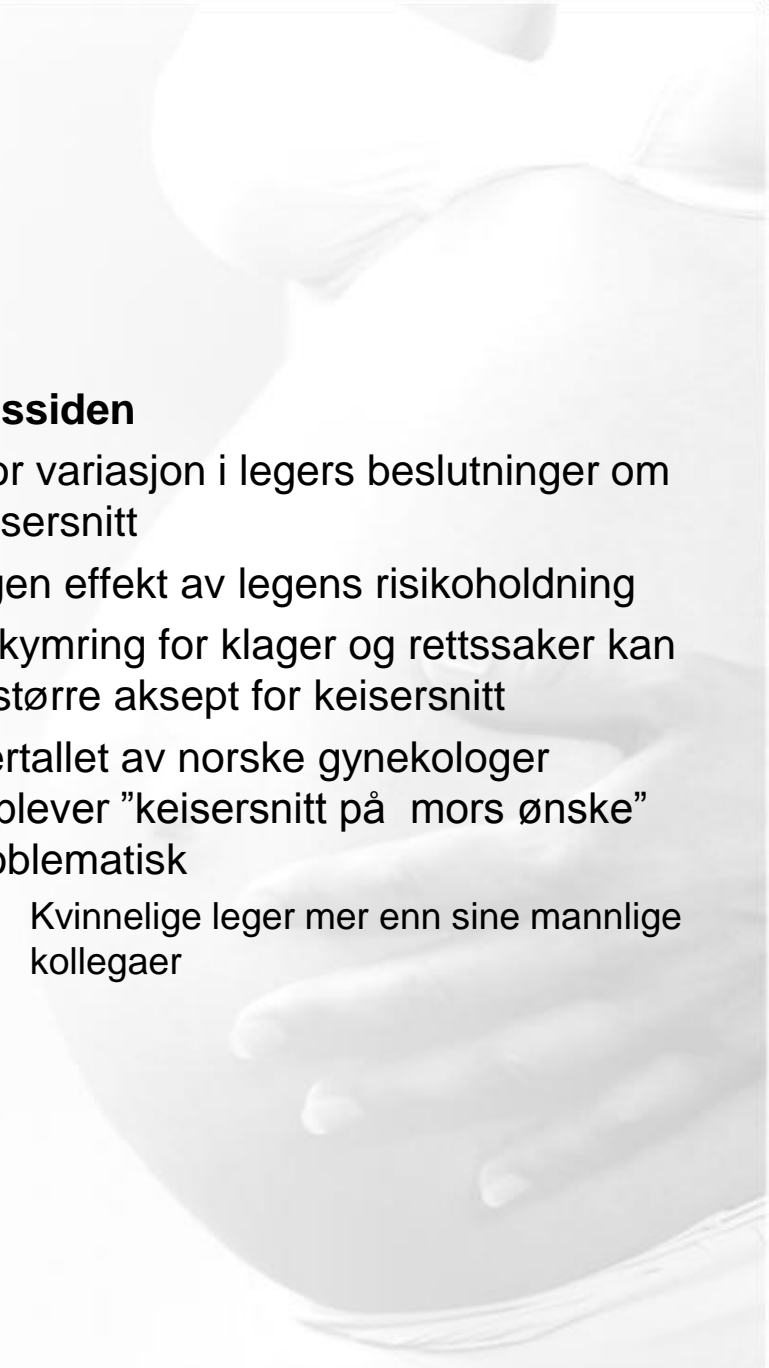 ssiden
or variasjon i legers beslutninger om
sersnitt
gen effekt av legens risikoholdning
kymring for klager og rettssaker kan
større aksept for keisersnitt
ertallet av norske gynekologer
plever ”keisersnitt på  mors ønske”
oblematisk
Kvinnelige leger mer enn sine mannlige
kollegaer